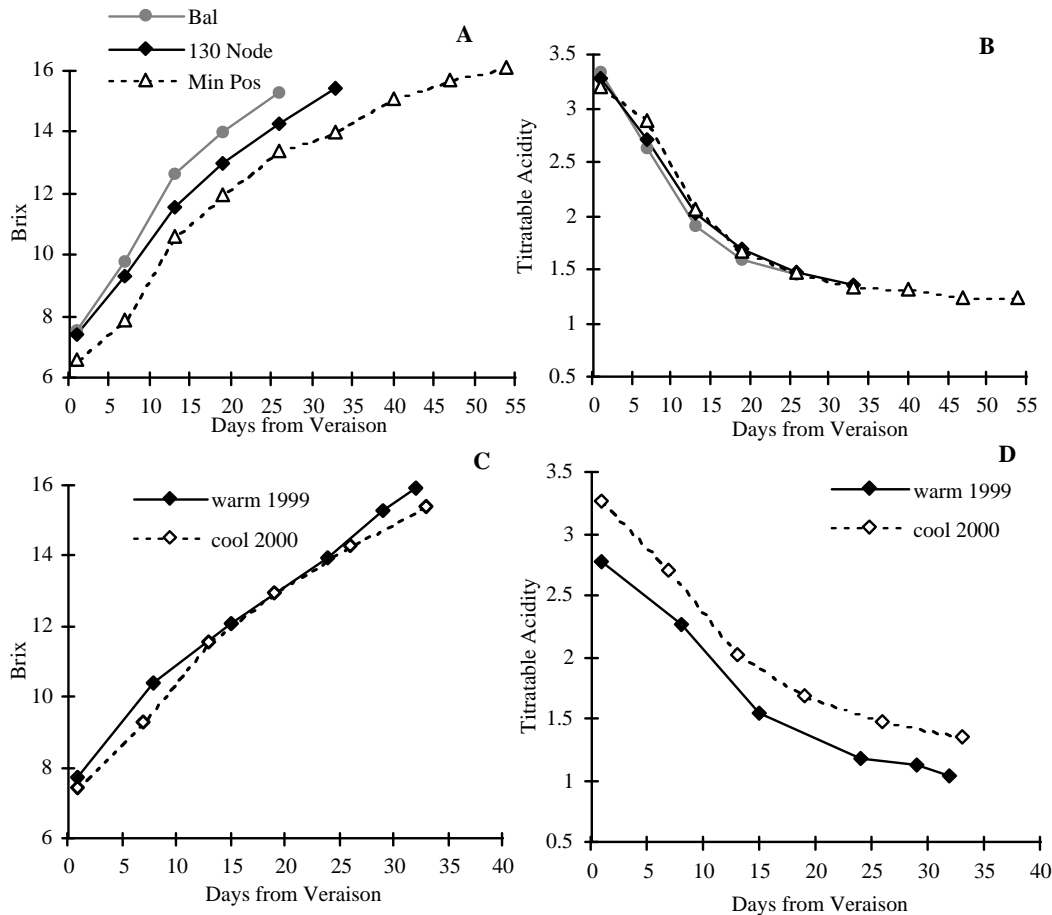 Bal
130 Node
Min Pos
A
16
14
12
10
8
6
Brix
0 5 10 15 20 25 30 35 40 45 50 55
Days from Veraison
B
3.5
3
2.5
2
1.5
1
0.5
Titratable Acidity
0 5 10 15 20 25 30 35 40 45 50 55
Days from Veraison
C
warm 1999
cool 2000
16
14
12
10
8
6
Brix
0 5 10 15 20 25 30 35 40
Days from Veraison
D
warm 1999
cool 2000
3.5
3
2.5
2
1.5
1
0.5
Titratable Acidity
0 5 10 15 20 25 30 35 40
Days from Veraison